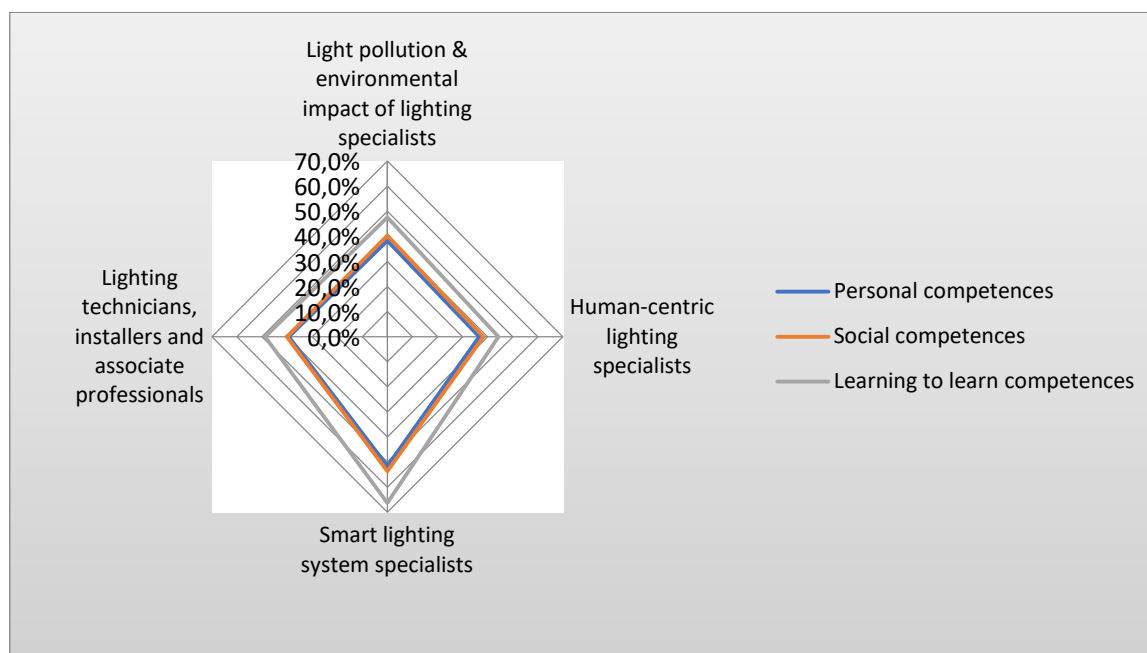 Light pollution &
environmental
impact of lighting
specialists
70,0%
60,0%
50,0%
40,0%
30,0%
20,0%
10,0%
0,0%
Lighting
technicians,
installers and
associate
professionals
Human-centric
lighting
specialists
Smart lighting
system specialists
Personal competences
Social competences
Learning to learn competences